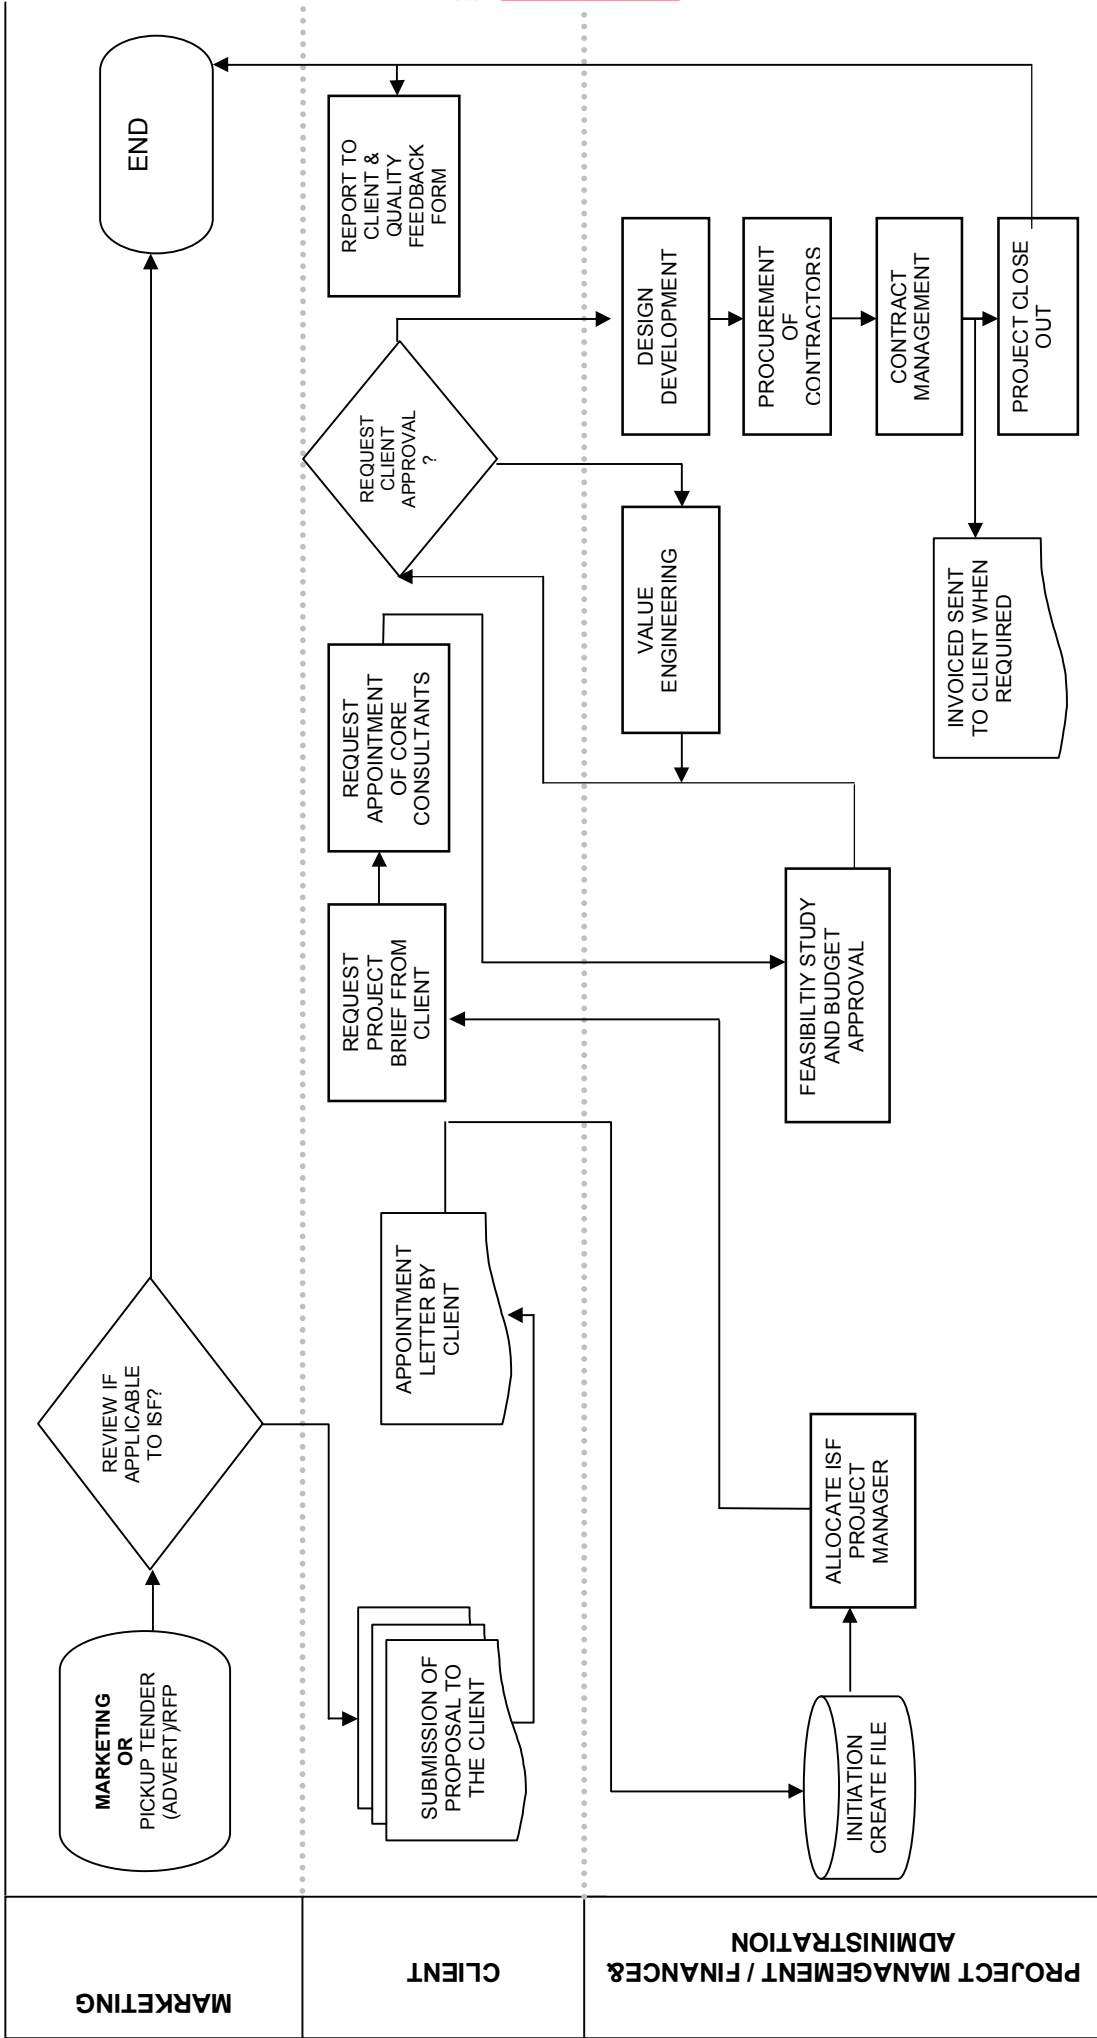 MARKETING
CLIENT
PROJECT MANAGEMENT / FINANCE&
ADMINISTRATION
MARKETING
OR
PICKUP TENDER
(ADVERT)/RFP
REVIEW IF
APPLICABLE
TO ISF?
END
SUBMISSION OF
PROPOSAL TO
THE CLIENT
APPOINTMENT
LETTER BY
CLIENT
REQUEST
PROJECT
BRIEF FROM
CLIENT
REQUEST
APPOINTMENT
OF CORE
CONSULTANTS
REQUEST
CLIENT
APPROVAL
?
REPORT TO
CLIENT &
QUALITY
FEEDBACK
FORM
INITIATION
CREATE FILE
ALLOCATE ISF
PROJECT
MANAGER
FEASIBILTIY STUDY
AND BUDGET
APPROVAL
VALUE
ENGINEERING
DESIGN
DEVELOPMENT
PROCUREMENT
OF
CONTRACTORS
CONTRACT
MANAGEMENT
PROJECT CLOSE
OUT
INVOICED SENT
TO CLIENT WHEN
REQUIRED